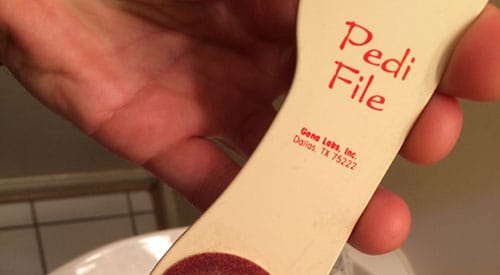 Pedi
File
Gena Labs, Inc.
Dallas, TX 75222